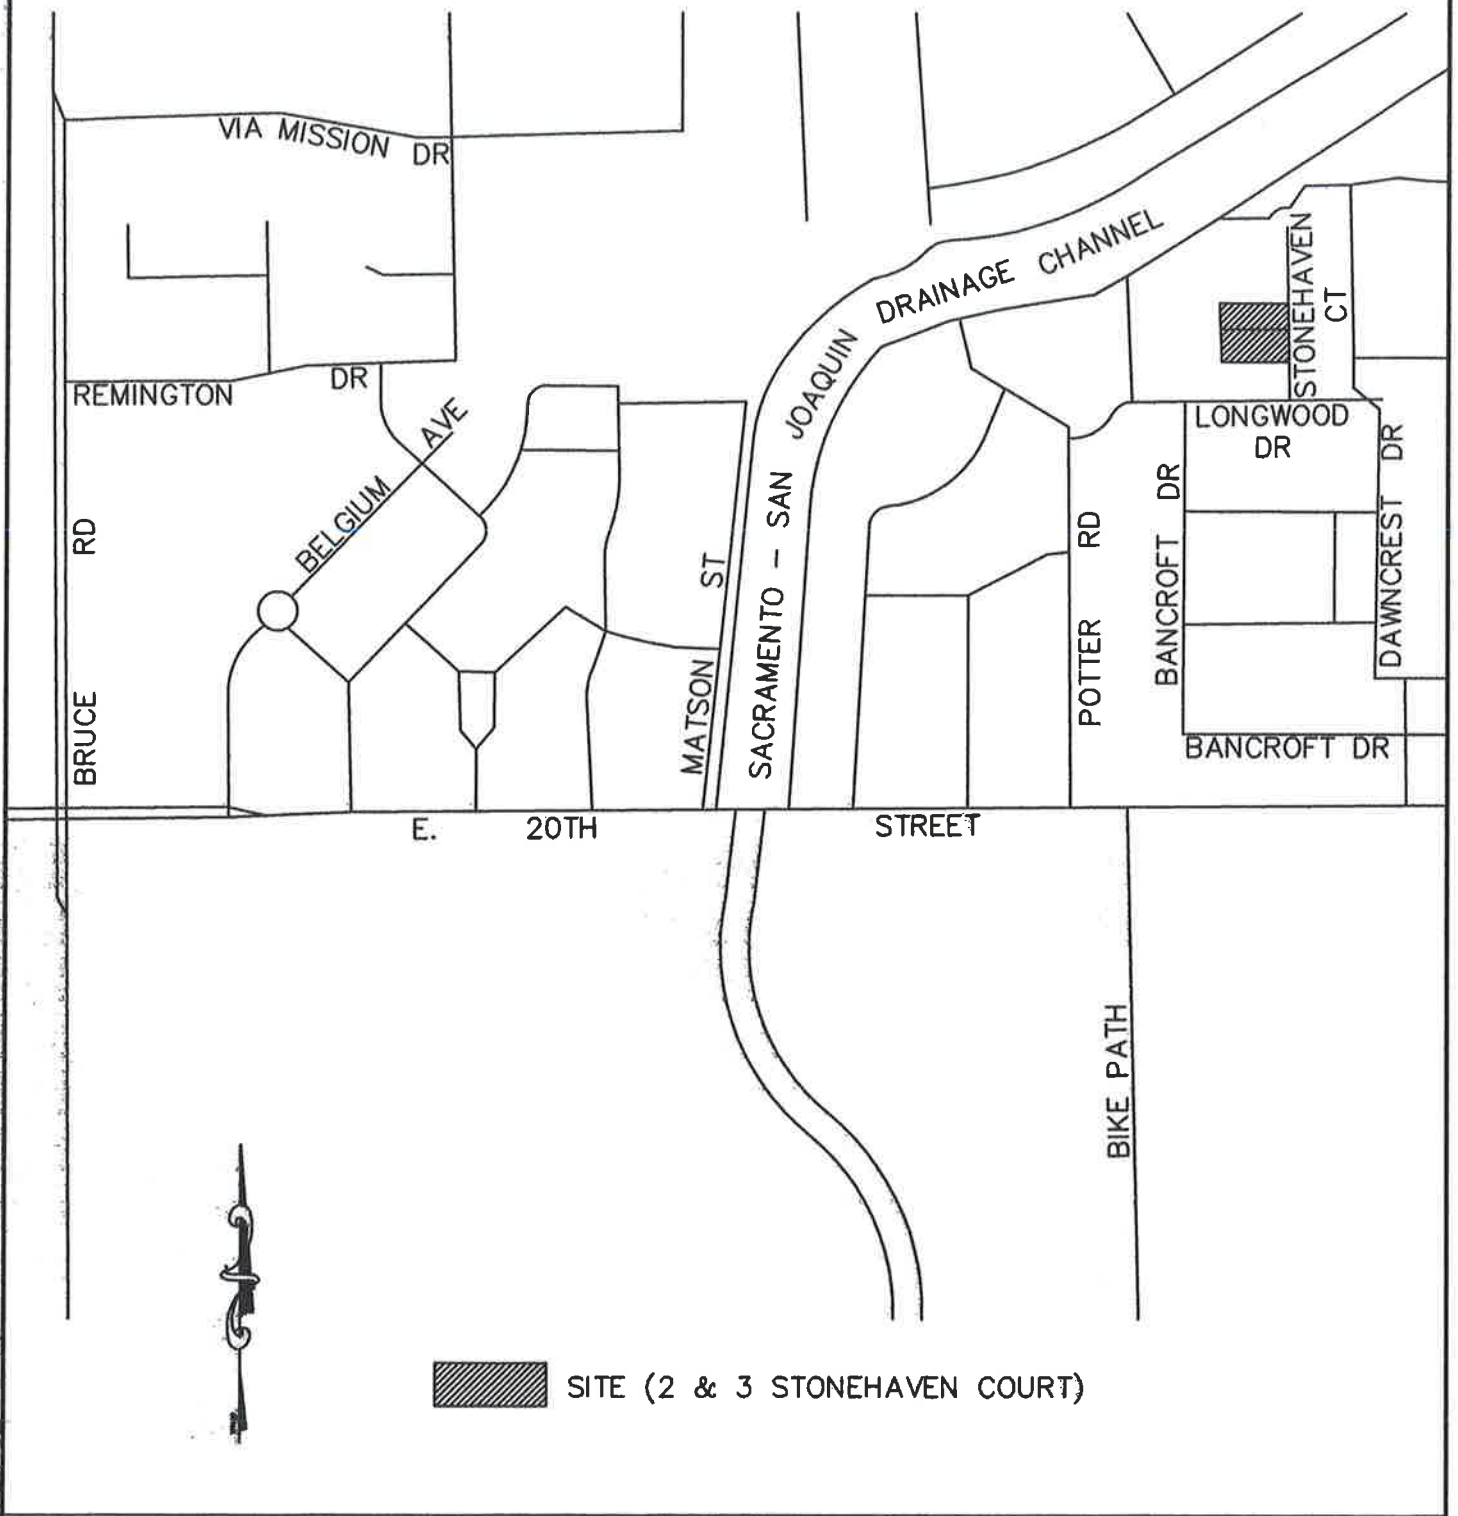 VIA MISSION DR
STONEHAVEN CT
SACRAMENTO - SAN JOAQUIN DRAINAGE CHANNEL
REMINGTON DR
BELGIUM AVE
LONGWOOD
DR
BRUCE RD
MATSON ST
POTTER RD
BANCROFT DR
DAWNCREST DR
BANCROFT DR
E. 20TH STREET
BIKE PATH
SITE (2 & 3 STONEHAVEN COURT)